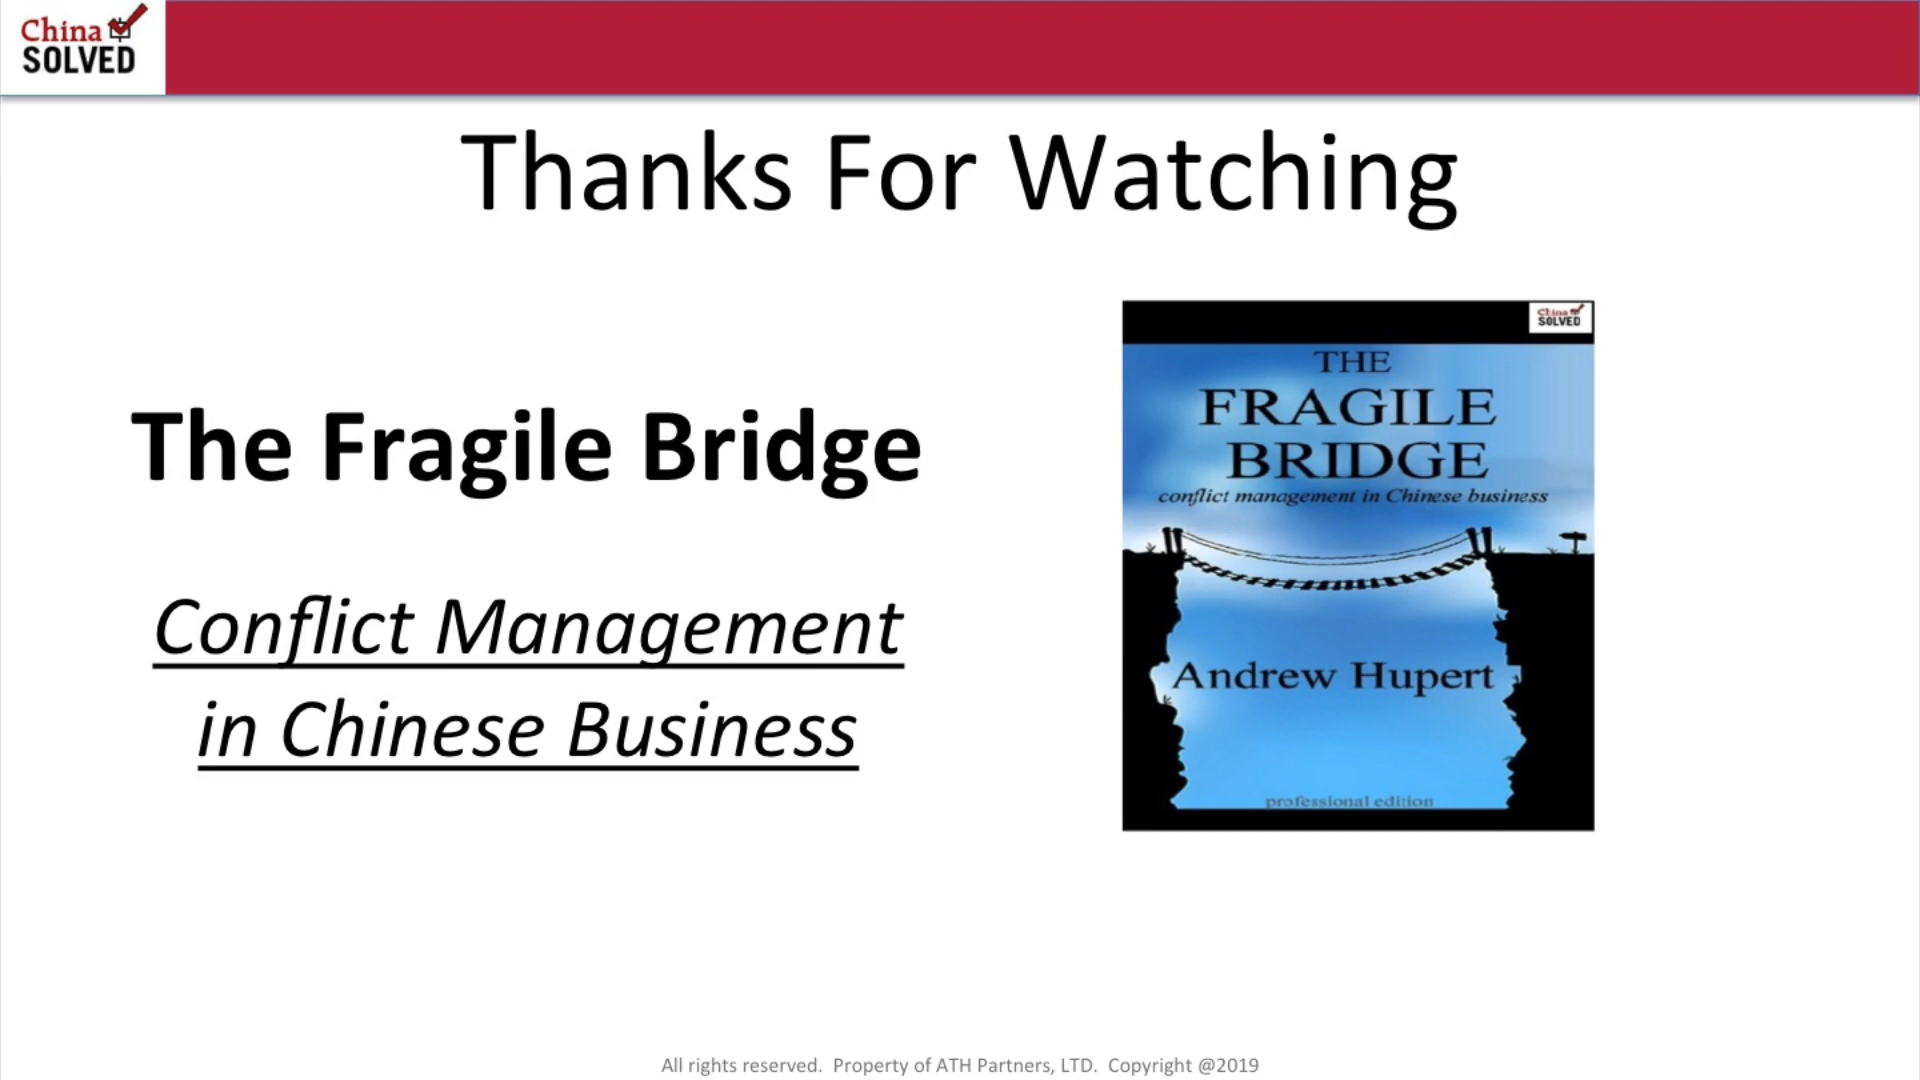 China
SOLVED
Thanks For Watching
The Fragile Bridge
Conflict Management
in Chinese Business
China
SOLVED
THE
FRAGILE
BRIDGE
conflict management in Chinese business
Andrew Hupert
professional edition
All rights reserved.  Property of ATH Partners, LTD.  Copyright @2019